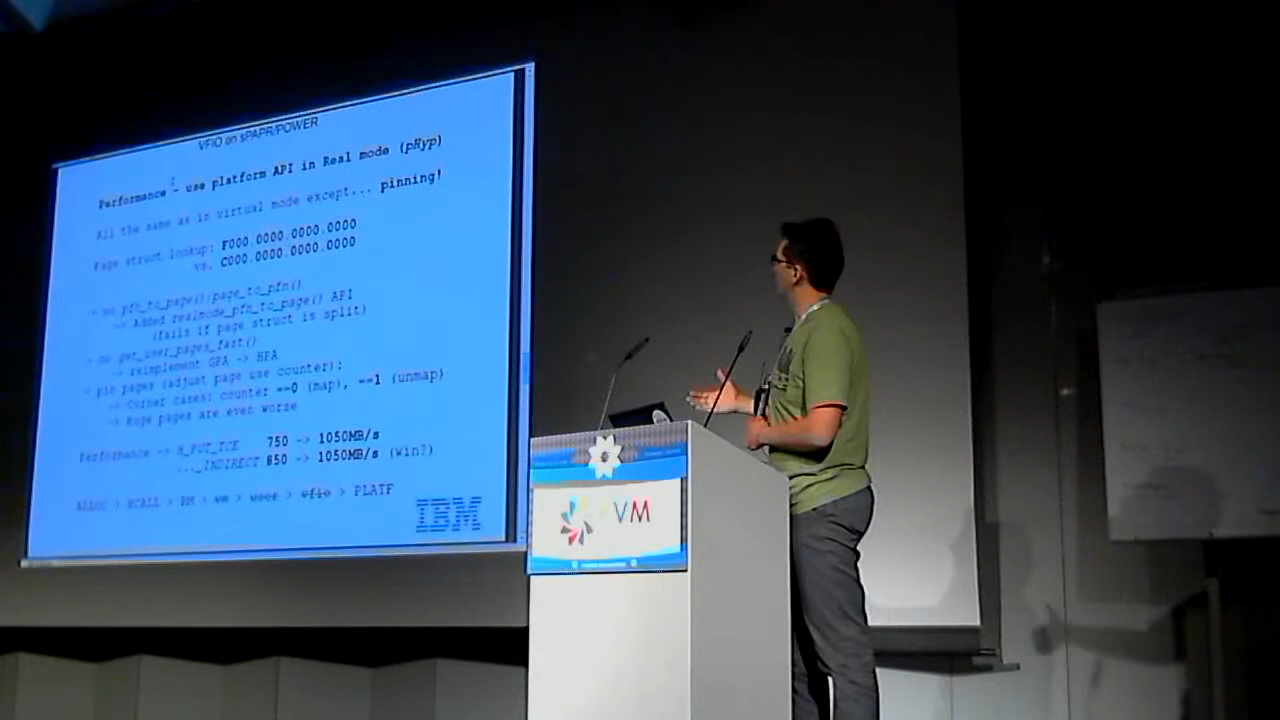 VFIO on sPAPR/POWER
Performance - use platform API in Real mode (pHyp)
All the same as in virtual mode except... pinning!
Page struct lookup: F000.0000.0000.0000
vs. C000.0000.0000.0000
- no pfn_to_page()/page_to_pfn()
-> Added realmode_pfn_to_page() API
(fails if page struct is split)
- no get_user_pages_fast()
-> reimplement GPA -> HPA
- pin pages (adjust page use counter):
-> Corner cases: counter ==0 (map), ==1 (unmap)
-> Huge pages are even worse
Performance -> H_PUT_TCE 750 -> 1050MB/s
..._INDIRECT 850 -> 1050MB/s (win?)
ALLOC > HCALL > RM > vm > user > vfio > PLATF
IBM
VM